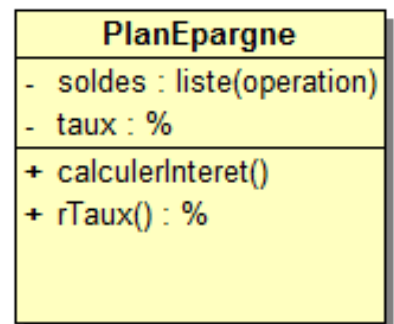 PlanEpargne
- soldes : liste(operation)
- taux : %
+ calculerInteret()
+ rTaux() : %